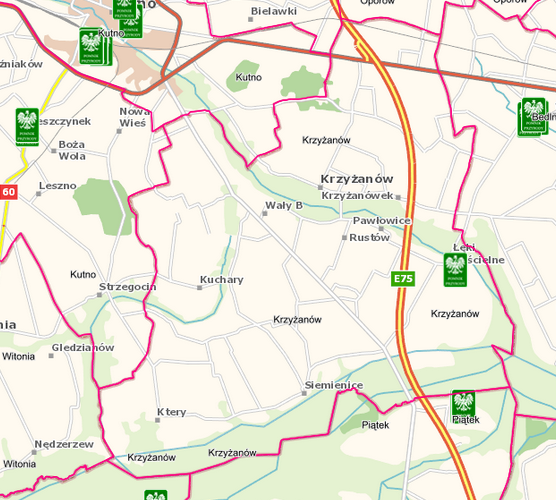 Oporów
Oporów
Bielawki
no
Kutno
źniaków
Kutno
eszczynek
Nowa
Wieś
Bedln
Boża
Wola
Krzyżanów
Krzyżanów
Leszno
60
Krzyżanówek
Wały B
Pawłowice
Rustów
Łęki
ścielne
Kutno
Strzegocin
Kuchary
E75
Krzyżanów
Krzyżanów
nia
Witonia
Gledzianów
Siemienice
Ktery
Piątek
Piątek
Nędzerzew
Krzyżanów
Krzyżanów
Witonia